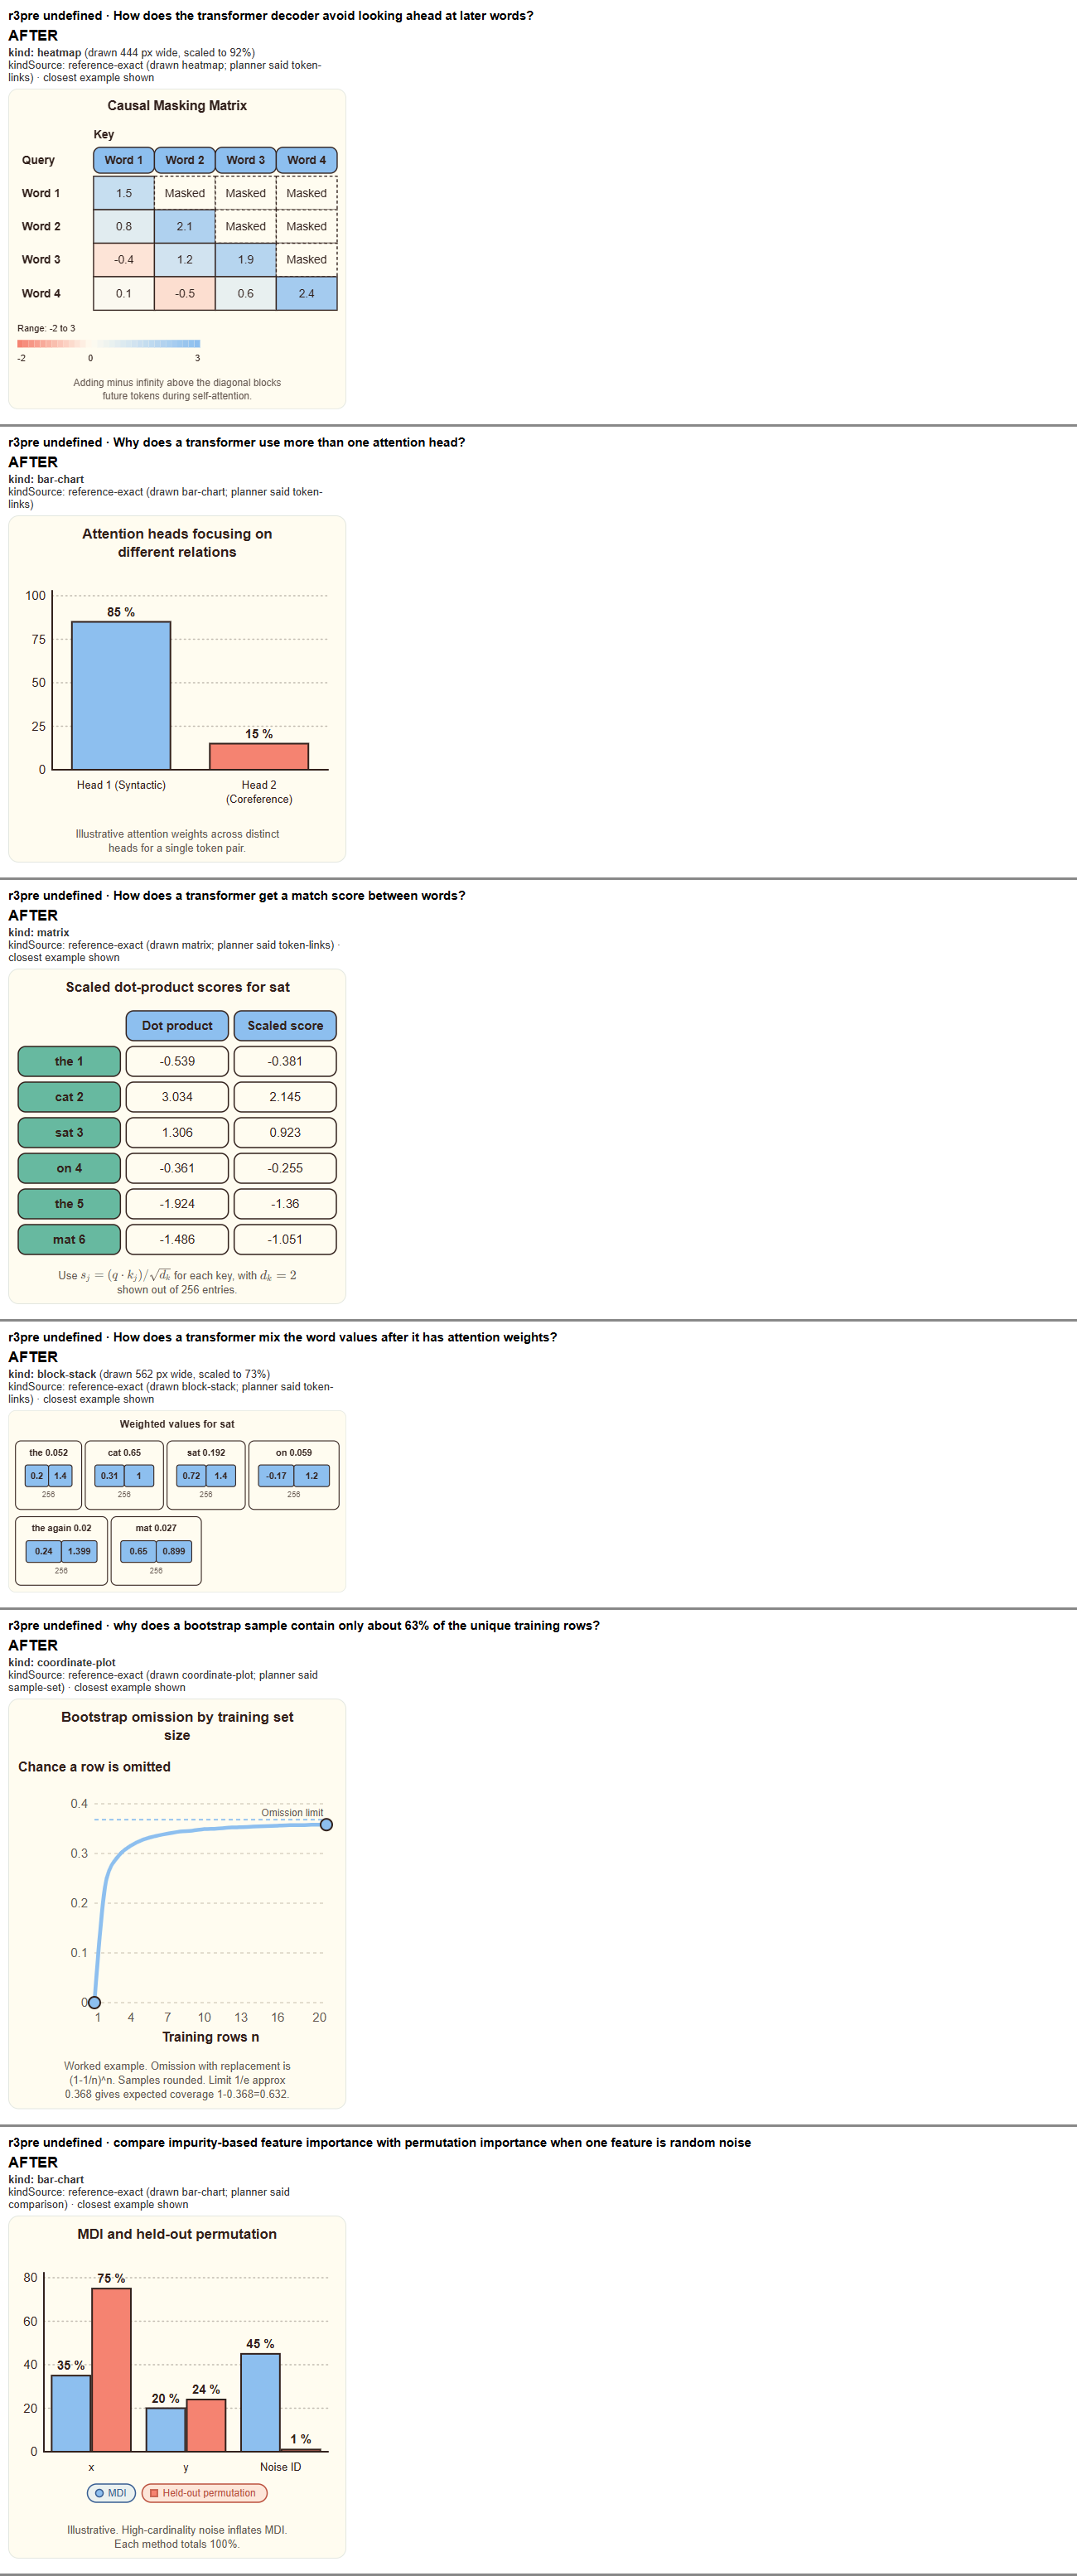 r3pre undefined · How does the transformer decoder avoid looking ahead at later words?
AFTER
kind: heatmap (drawn 444 px wide, scaled to 92%)
kindSource: reference-exact (drawn heatmap; planner said token-
links) · closest example shown
Causal Masking Matrix
Key
Query Word 1 Word 2 Word 3 Word 4
Word 1 1.5 Masked Masked Masked
Word 2 0.8 2.1 Masked Masked
Word 3 -0.4 1.2 1.9 Masked
Word 4 0.1 -0.5 0.6 2.4
Range: -2 to 3
-2 0 3
Adding minus infinity above the diagonal blocks
future tokens during self-attention.
r3pre undefined · Why does a transformer use more than one attention head?
AFTER
kind: bar-chart
kindSource: reference-exact (drawn bar-chart; planner said token-
links)
Attention heads focusing on
different relations
100
85 %
75
50
25
15 %
0
Head 1 (Syntactic) Head 2
(Coreference)
Illustrative attention weights across distinct
heads for a single token pair.
r3pre undefined · How does a transformer get a match score between words?
AFTER
kind: matrix
kindSource: reference-exact (drawn matrix; planner said token-links) ·
closest example shown
Scaled dot-product scores for sat
Dot product Scaled score
the 1 -0.539 -0.381
cat 2 3.034 2.145
sat 3 1.306 0.923
on 4 -0.361 -0.255
the 5 -1.924 -1.36
mat 6 -1.486 -1.051
Use s_j = (q · k_j)/√d_k for each key, with d_k = 2
shown out of 256 entries.
r3pre undefined · How does a transformer mix the word values after it has attention weights?
AFTER
kind: block-stack (drawn 562 px wide, scaled to 73%)
kindSource: reference-exact (drawn block-stack; planner said token-
links) · closest example shown
Weighted values for sat
the 0.052 cat 0.65 sat 0.192 on 0.059
0.2 1.4 0.31 1 0.72 1.4 -0.17 1.2
256 256 256 256
the again 0.02 mat 0.027
0.24 1.399 0.65 0.899
256 256
r3pre undefined · why does a bootstrap sample contain only about 63% of the unique training rows?
AFTER
kind: coordinate-plot
kindSource: reference-exact (drawn coordinate-plot; planner said
sample-set) · closest example shown
Bootstrap omission by training set
size
Chance a row is omitted
0.4
Omission limit
0.3
0.2
0.1
0
1 4 7 10 13 16 20
Training rows n
Worked example. Omission with replacement is
(1-1/n)^n. Samples rounded. Limit 1/e approx
0.368 gives expected coverage 1-0.368=0.632.
r3pre undefined · compare impurity-based feature importance with permutation importance when one feature is random noise
AFTER
kind: bar-chart
kindSource: reference-exact (drawn bar-chart; planner said
comparison) · closest example shown
MDI and held-out permutation
80 75 %
60
45 %
40 35 %
20 % 24 %
20
1 %
0
x y Noise ID
MDI Held-out permutation
Illustrative. High-cardinality noise inflates MDI.
Each method totals 100%.